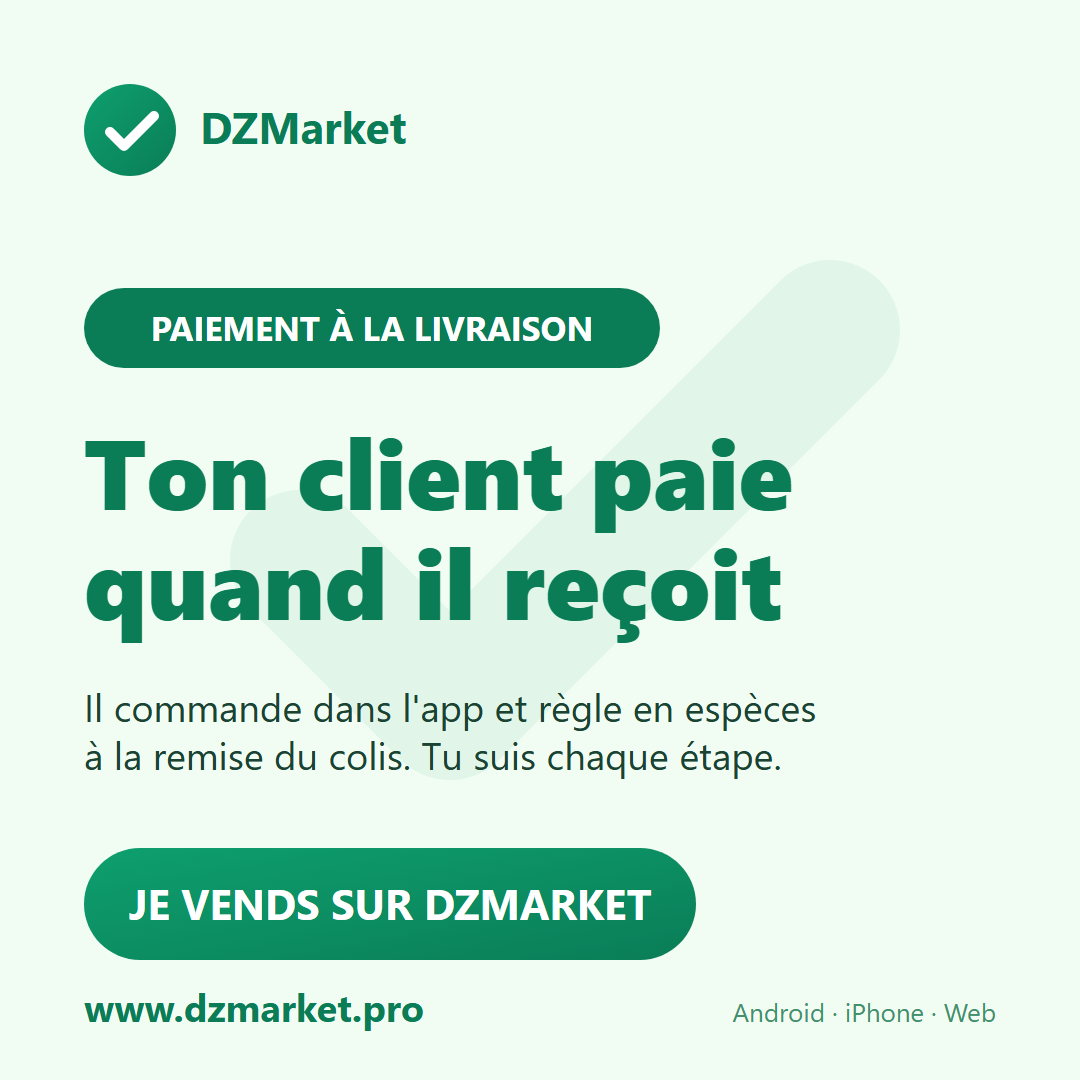 DZMarket
PAIEMENT À LA LIVRAISON
Ton client paie
quand il reçoit
Il commande dans l'app et règle en espèces
à la remise du colis. Tu suis chaque étape.
JE VENDS SUR DZMARKET
www.dzmarket.pro
Android · iPhone · Web